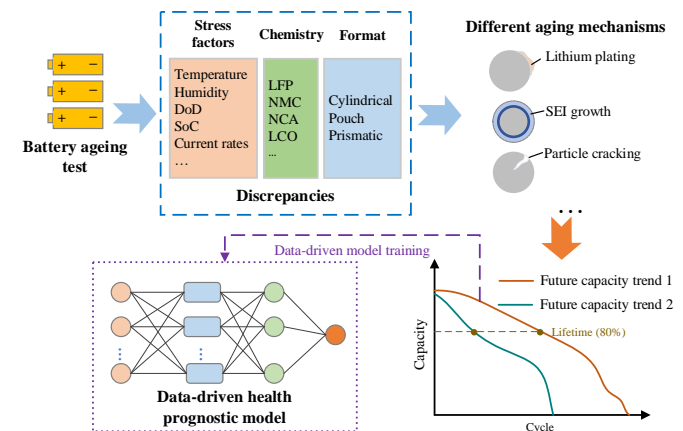 Stress
factors
Chemistry
Format
Different aging mechanisms
+ −
+ −
+ −
Battery ageing
test
Temperature
Humidity
DoD
SoC
Current rates
…
LFP
NMC
NCA
LCO
...
Cylindrical
Pouch
Prismatic
Discrepancies
Lithium plating
SEI growth
Particle cracking
...
Data-driven model training
Data-driven health
prognostic model
Capacity
Future capacity trend 1
Future capacity trend 2
Lifetime (80%)
Cycle